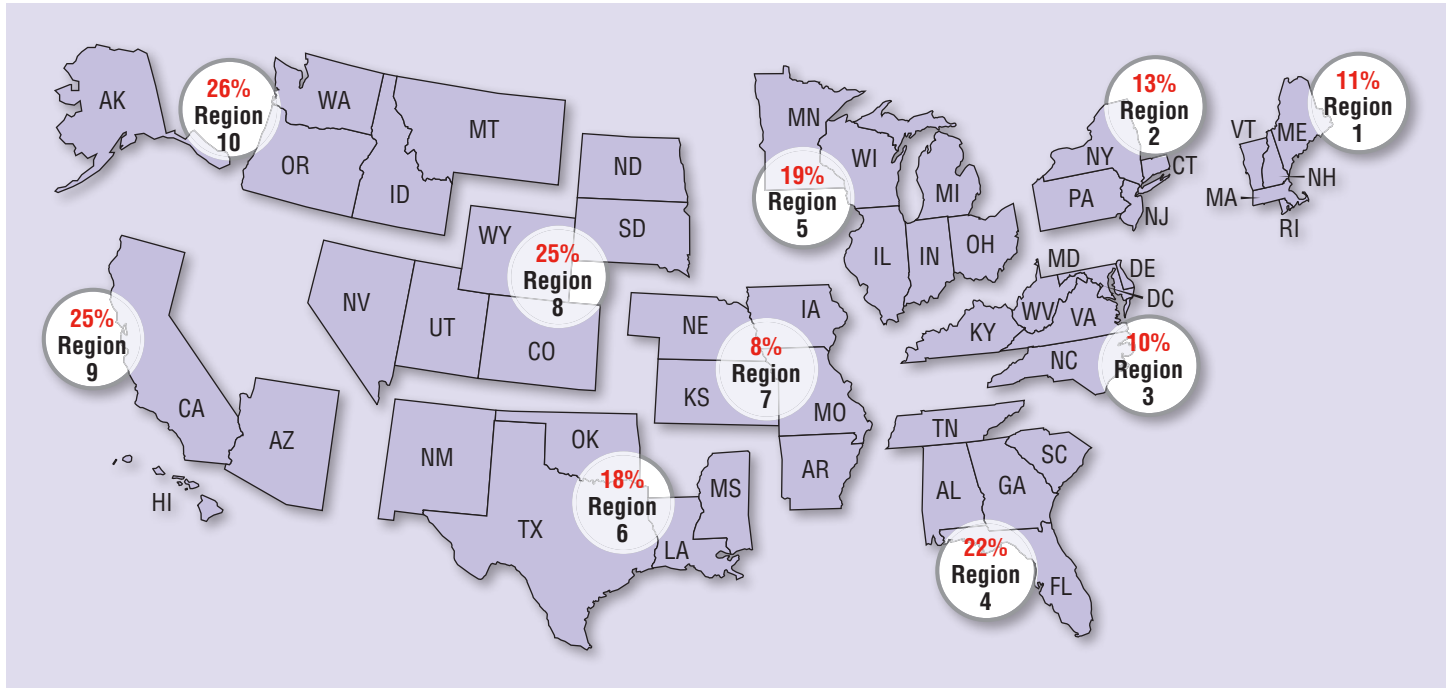 26%
Region
10
AK
WA
MT
OR
ID
ND
SD
WY
25%
Region
8
NV
UT
CO
25%
Region
9
CA
AZ
HI
NM
OK
TX
18%
Region
6
LA
MS
NE
IA
8%
Region
7
KS
MO
AR
MN
WI
MI
19%
Region
5
IL
IN
OH
13%
Region
2
NY
CT
PA
NJ
11%
Region
1
VT
ME
NH
MA
RI
MD
DE
DC
WV
VA
KY
NC
10%
Region
3
TN
SC
AL
GA
22%
Region
4
FL